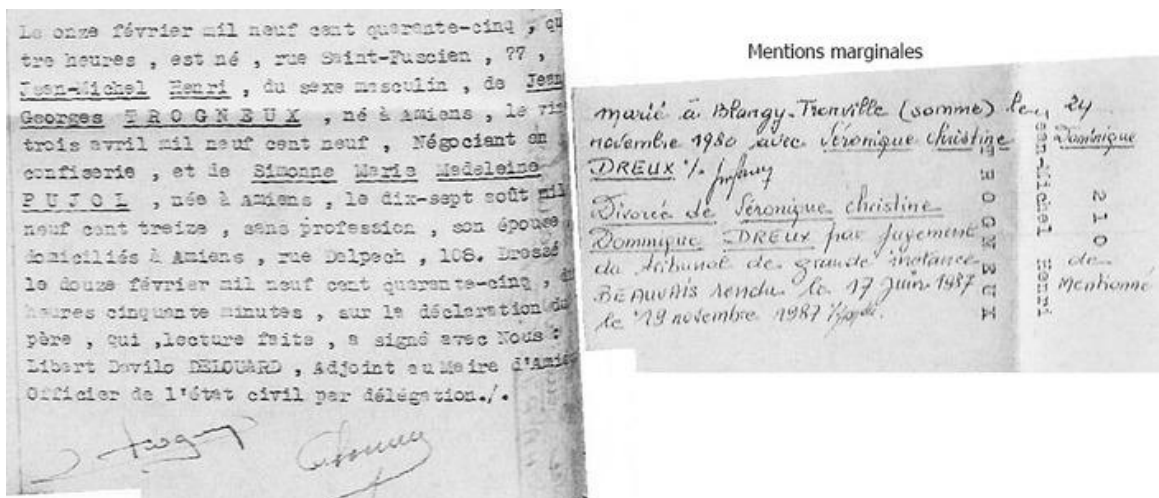 Le onze février mil neuf cent quarante-cinq , qu
tre heures , est né , rue Saint-Fuscien , 77 ,
Jean-Michel Henri , du sexe masculin , de Jean
Georges TROGNEUX , né à Amiens , le vin
trois avril mil neuf cent neuf , Négociant en
confiserie , et de Simonne Marie Madeleine
PUJOL , née à Amiens , le dix-sept août mil
neuf cent treize , sans profession , son épouse
domiciliés à Amiens , rue Delpech , 108. Dressé
le douze février mil neuf cent quarante-cinq ,
heures cinquante minutes , sur la déclaration du
père , qui ,lecture faite , a signé avec Nous :
Libert Davilo DELOUARD , Adjoint au Maire d'Amiens
Officier de l'état civil par délégation./.
Mentions marginales
marié à Blangy-Tronville (somme) le 24
novembre 1980 avec Véronique Christine Dominique
DREUX
Divorcé de Véronique Christine
Dominique DREUX par jugement
du tribunal de grande instance de
BEAUVAIS rendu le 17 juin 1987 Mentionné
le 19 novembre 1987
TROGNEUX
Jean-Michel Henri
210